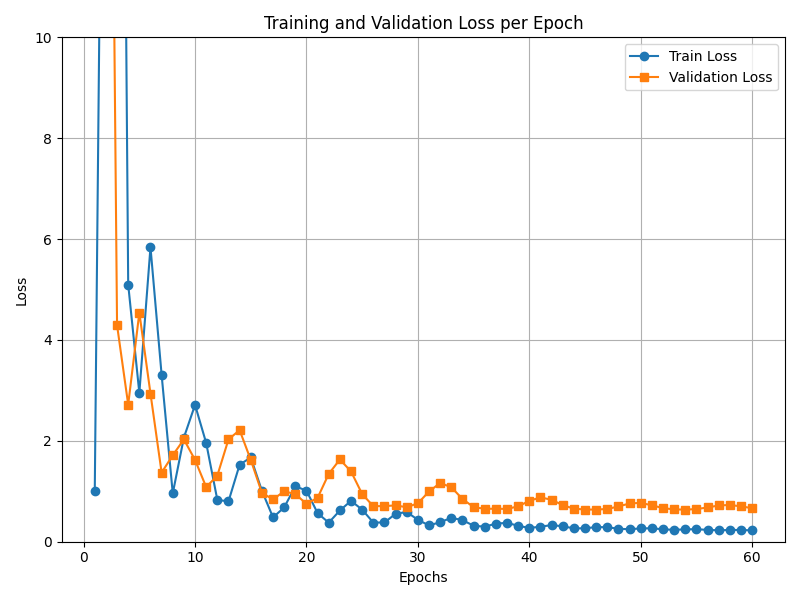 Training and Validation Loss per Epoch
Train Loss
Validation Loss
Loss
10
8
6
4
2
0
0 10 20 30 40 50 60
Epochs